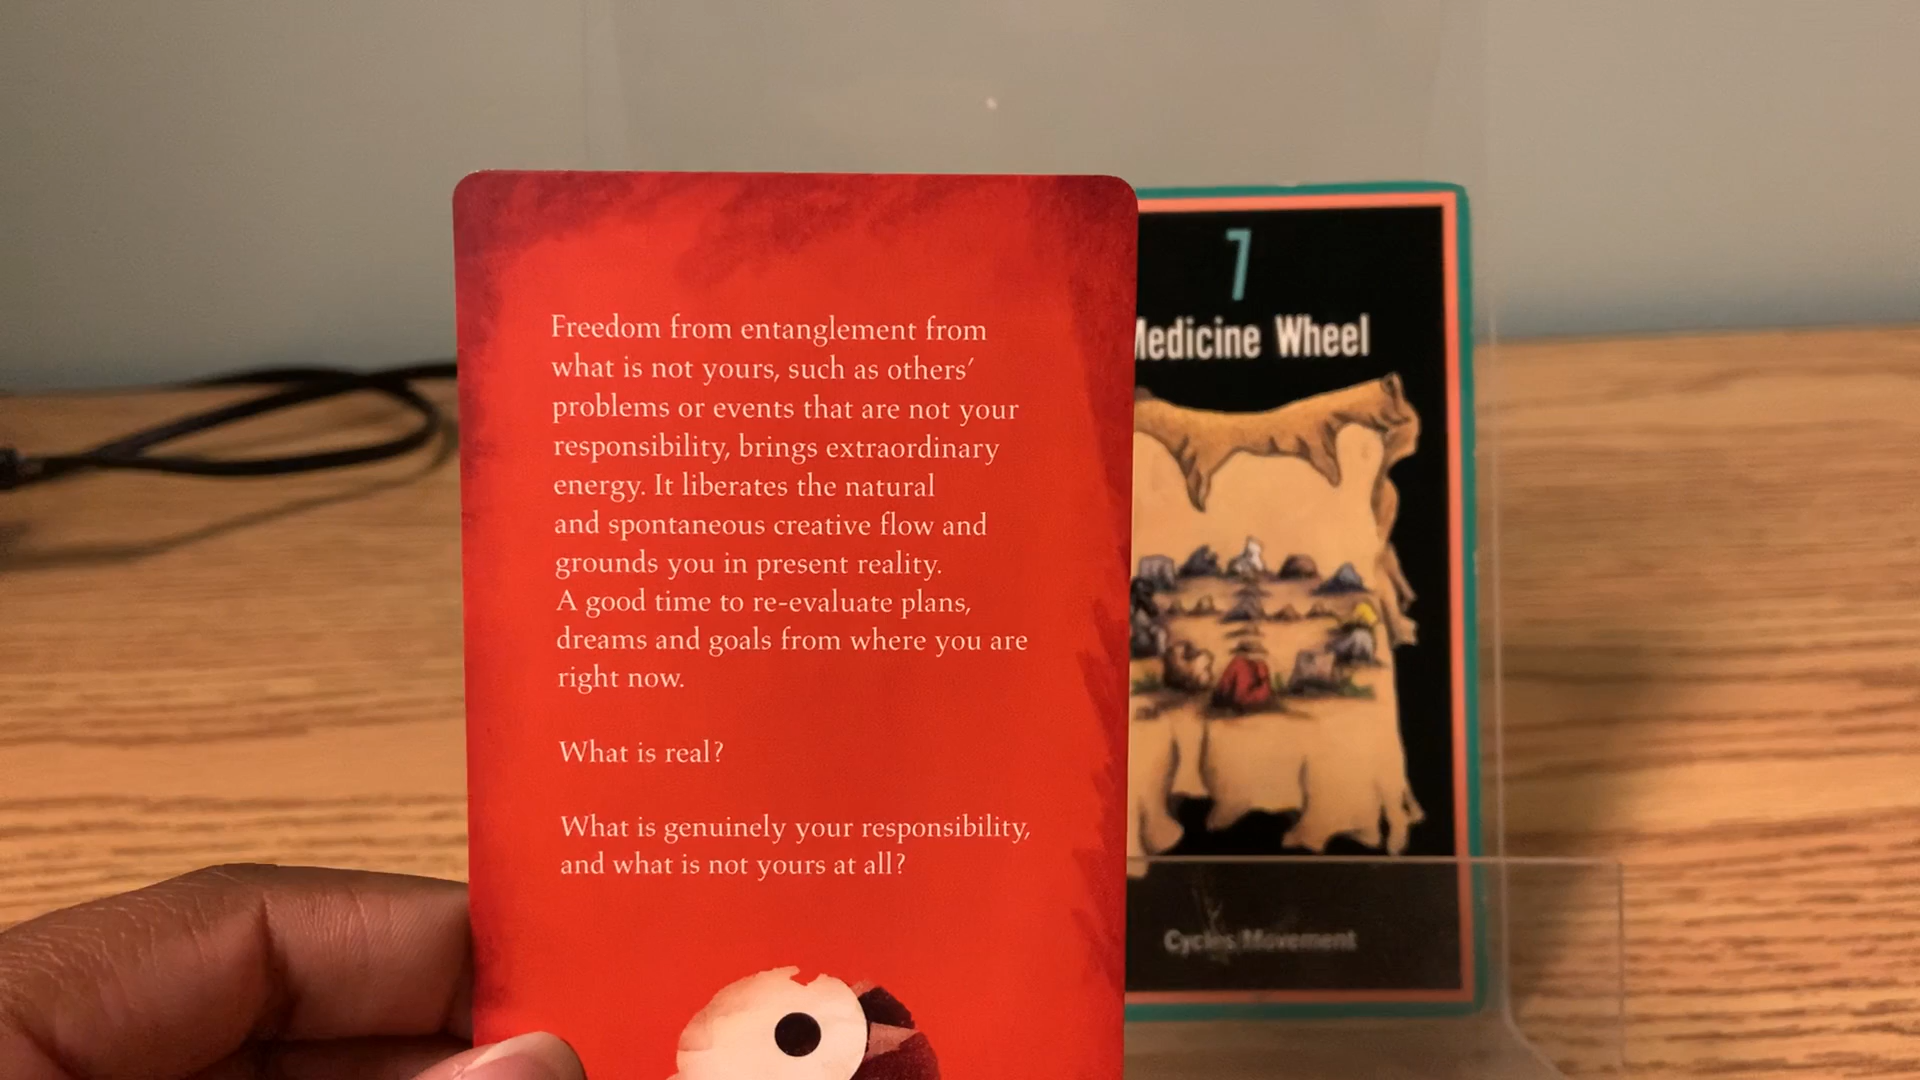 Freedom from entanglement from
what is not yours, such as others’
problems or events that are not your
responsibility, brings extraordinary
energy. It liberates the natural
and spontaneous creative flow and
grounds you in present reality.
A good time to re-evaluate plans,
dreams and goals from where you are
right now.
What is real?
What is genuinely your responsibility,
and what is not yours at all?
7
Medicine Wheel
Cycles/Movement